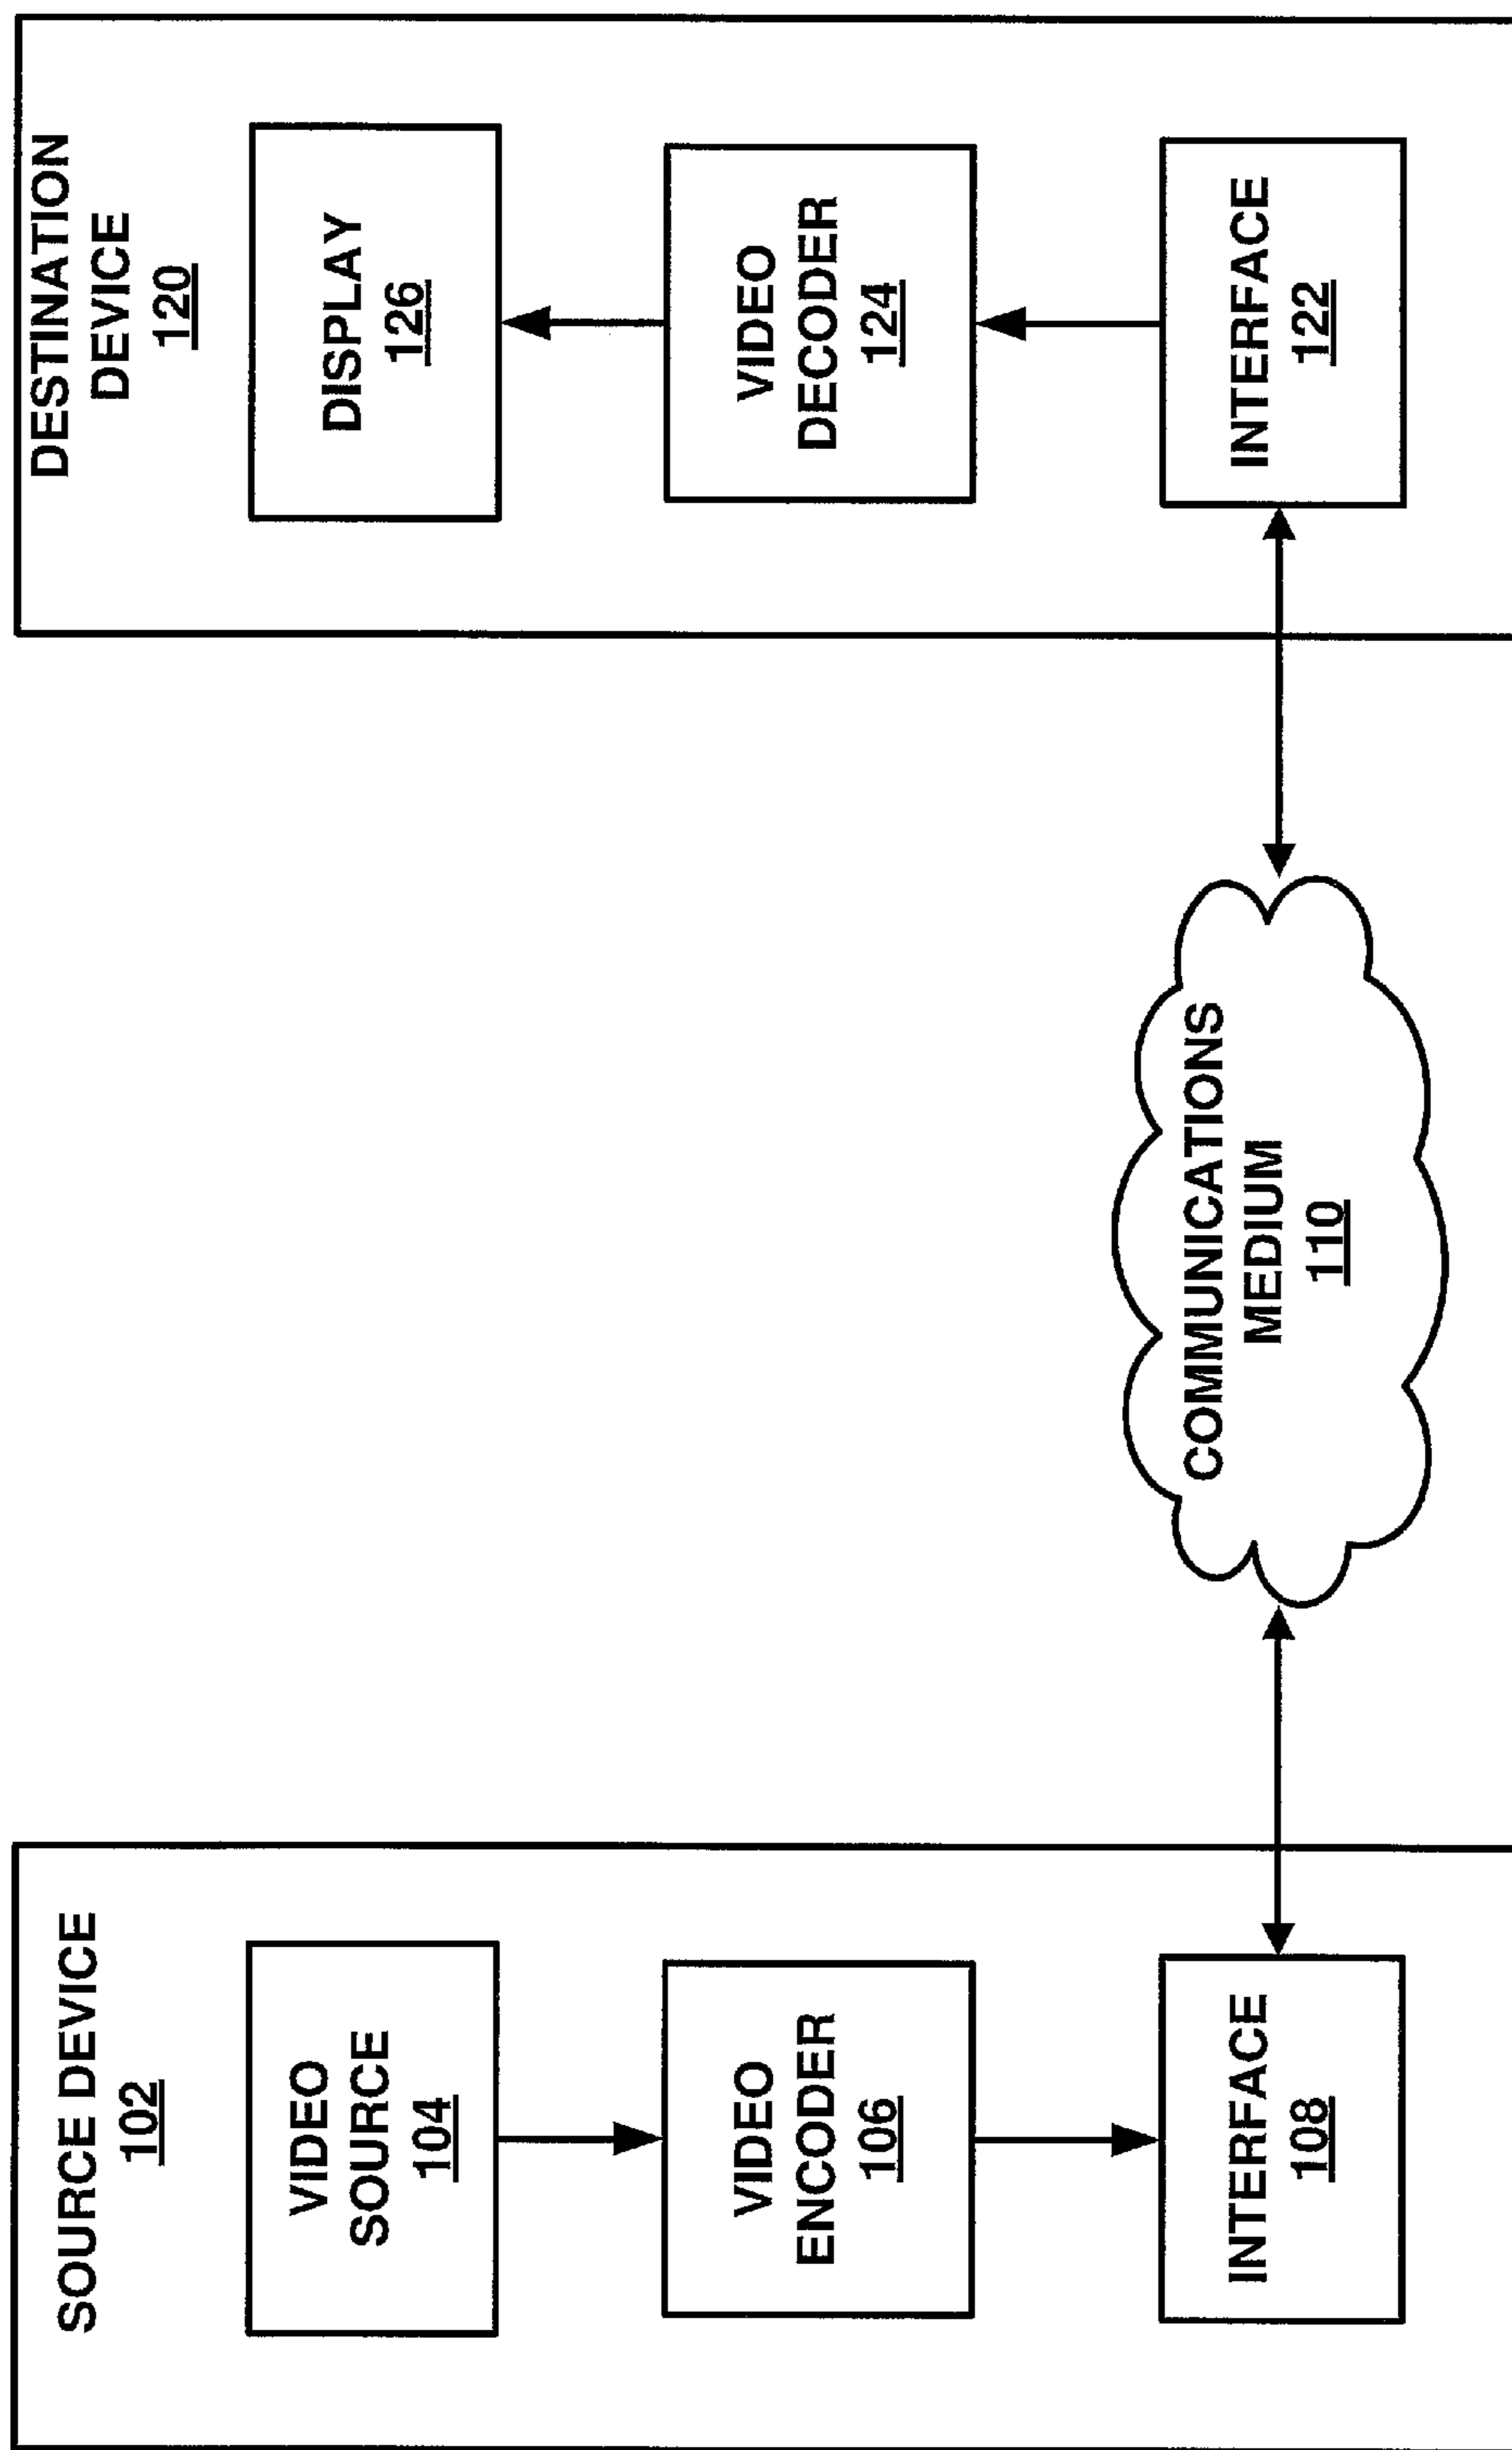 SOURCE DEVICE
102
VIDEO
SOURCE
104
VIDEO
ENCODER
106
INTERFACE
108
COMMUNICATIONS
MEDIUM
110
DESTINATION
DEVICE
120
DISPLAY
126
VIDEO
DECODER
124
INTERFACE
122